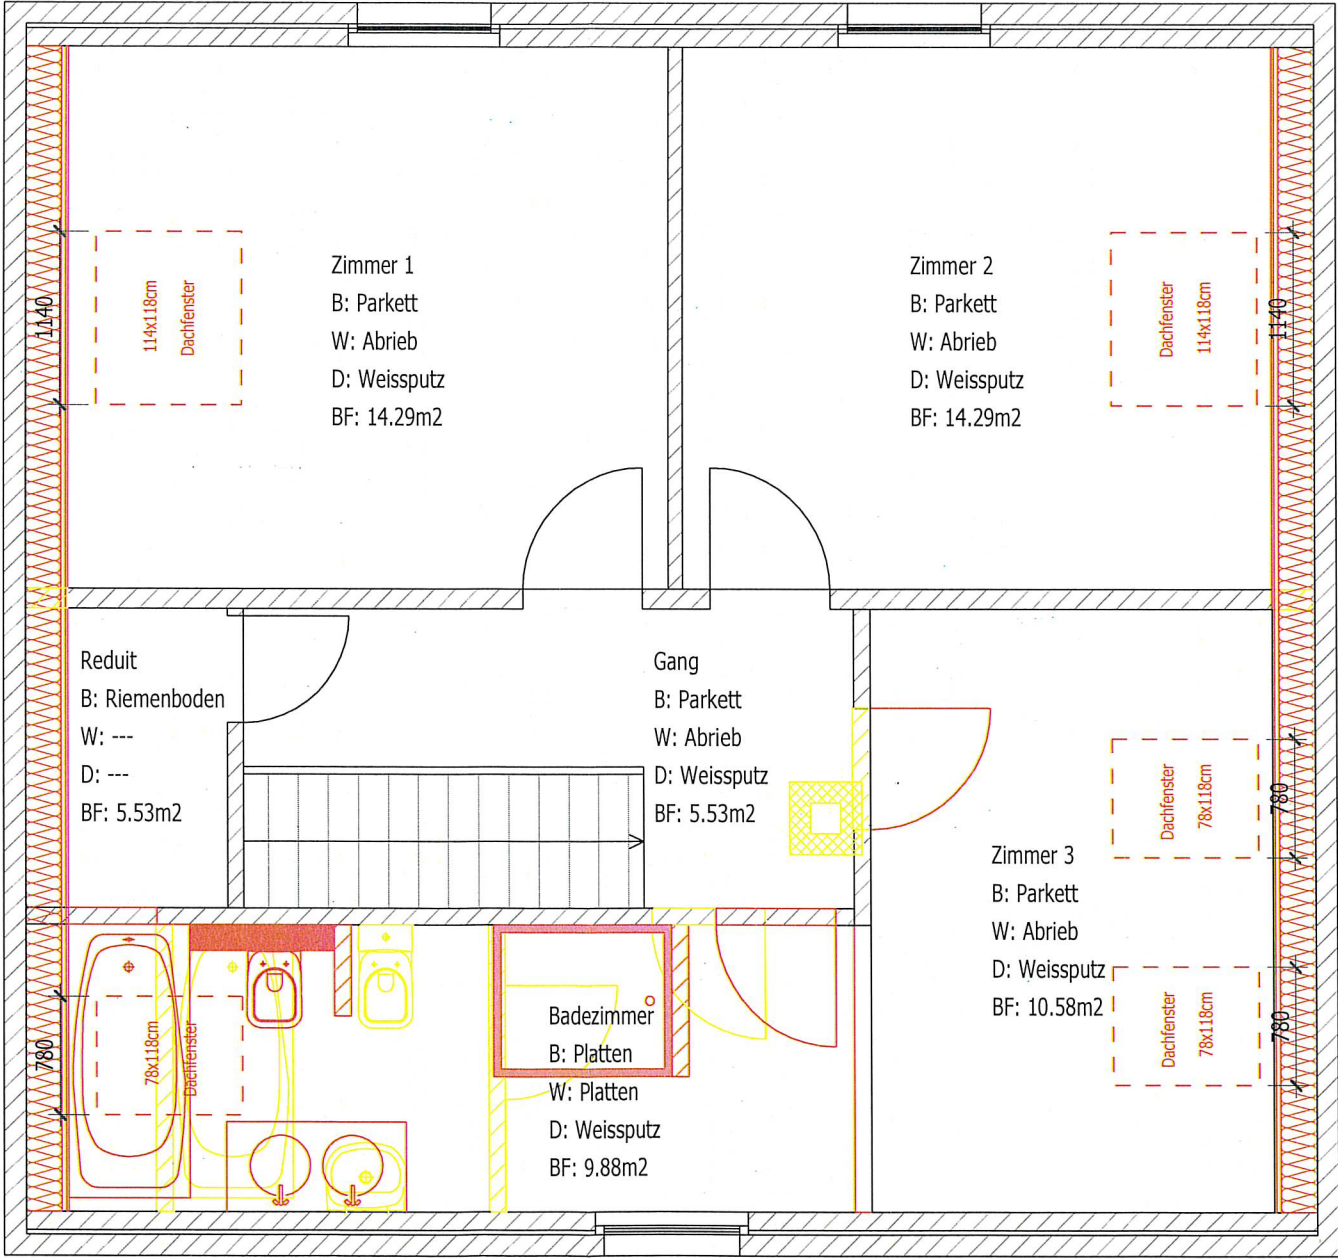 Zimmer 1
B: Parkett
W: Abrieb
D: Weissputz
BF: 14.29m2
114x118cm
Dachfenster
1140
Zimmer 2
B: Parkett
W: Abrieb
D: Weissputz
BF: 14.29m2
Dachfenster
114x118cm
1140
Reduit
B: Riemenboden
W: ---
D: ---
BF: 5.53m2
Gang
B: Parkett
W: Abrieb
D: Weissputz
BF: 5.53m2
Zimmer 3
B: Parkett
W: Abrieb
D: Weissputz
BF: 10.58m2
Dachfenster
78x118cm
780
Dachfenster
78x118cm
780
Badezimmer
B: Platten
W: Platten
D: Weissputz
BF: 9.88m2
78x118cm
Dachfenster
780